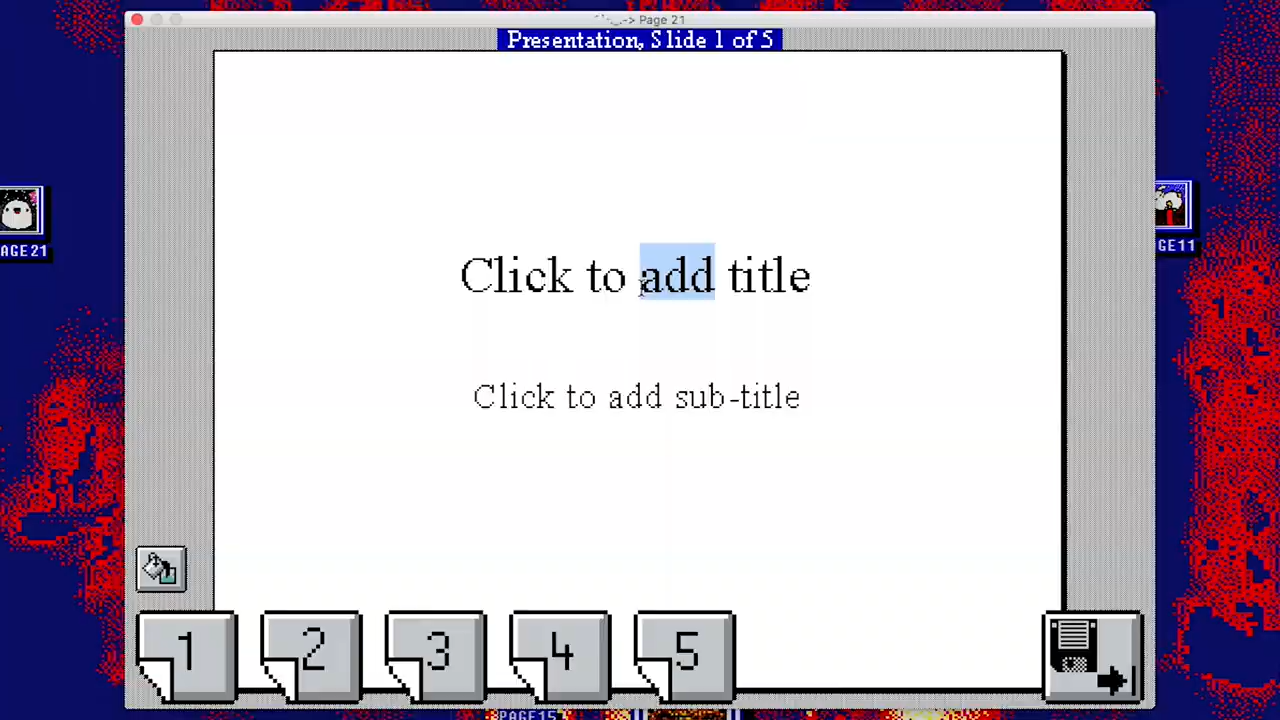 -> Page 21
Presentation, Slide 1 of 5
AGE21
GE11
Click to add title
Click to add sub-title
1 2 3 4 5
PAGE15